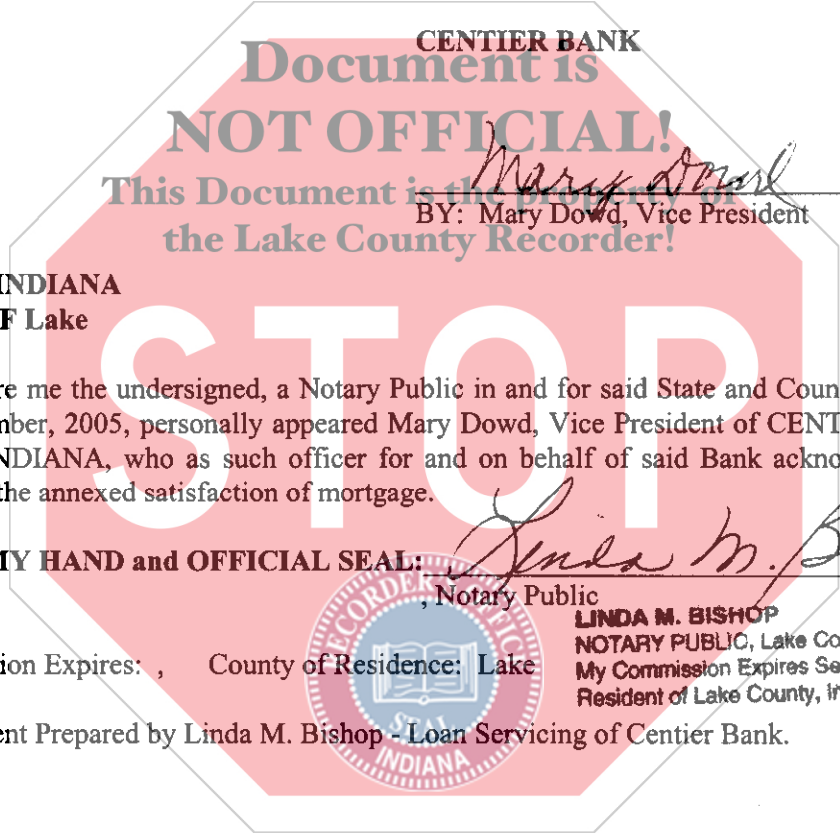 CENTIER BANK
Document is
NOT OFFICIAL!
Mary Dowd
This Document is the property of
BY: Mary Dowd, Vice President
the Lake County Recorder!
INDIANA
F Lake
STOP
re me the undersigned, a Notary Public in and for said State and Coun
mber, 2005, personally appeared Mary Dowd, Vice President of CENT
NDIANA, who as such officer for and on behalf of said Bank ackno
the annexed satisfaction of mortgage.
MY HAND and OFFICIAL SEAL: Linda M. B
, Notary Public
LINDA M. BISHOP
NOTARY PUBLIC, Lake Co
ion Expires: , County of Residence: Lake
My Commission Expires Se
Resident of Lake County, In
ent Prepared by Linda M. Bishop - Loan Servicing of Centier Bank.
RECORDER'S OFFICE
SEAL
INDIANA